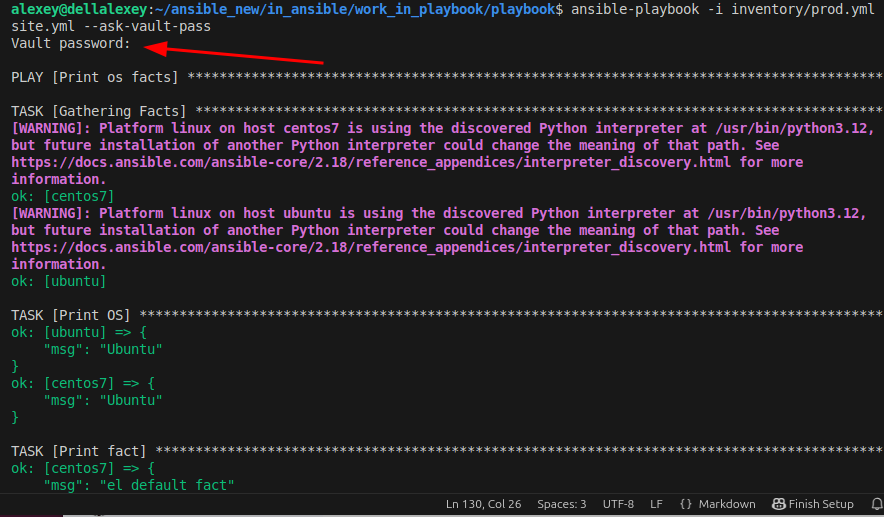 alexey@dellalexey:~/ansible_new/in_ansible/work_in_playbook/playbook$ ansible-playbook -i inventory/prod.yml
site.yml --ask-vault-pass
Vault password:
PLAY [Print os facts] ***************************************************************************************
TASK [Gathering Facts] **************************************************************************************
[WARNING]: Platform linux on host centos7 is using the discovered Python interpreter at /usr/bin/python3.12,
but future installation of another Python interpreter could change the meaning of that path. See
https://docs.ansible.com/ansible-core/2.18/reference_appendices/interpreter_discovery.html for more
information.
ok: [centos7]
[WARNING]: Platform linux on host ubuntu is using the discovered Python interpreter at /usr/bin/python3.12,
but future installation of another Python interpreter could change the meaning of that path. See
https://docs.ansible.com/ansible-core/2.18/reference_appendices/interpreter_discovery.html for more
information.
ok: [ubuntu]
TASK [Print OS] *********************************************************************************************
ok: [ubuntu] => {
    "msg": "Ubuntu"
}
ok: [centos7] => {
    "msg": "Ubuntu"
}
TASK [Print fact] *******************************************************************************************
ok: [centos7] => {
    "msg": "el default fact"
Ln 130, Col 26 Spaces: 3 UTF-8 LF {} Markdown Finish Setup